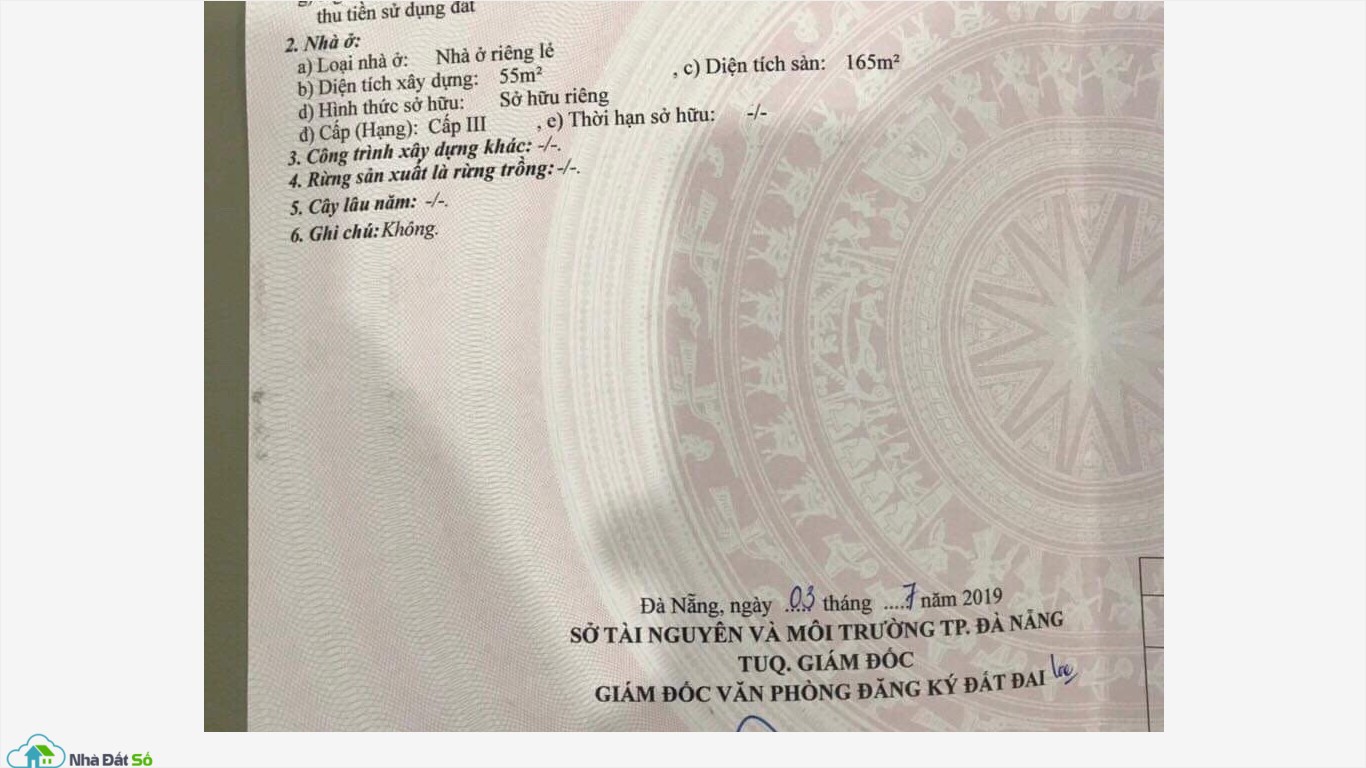 thu tiền sử dụng đất
2. Nhà ở:
a) Loại nhà ở: Nhà ở riêng lẻ
b) Diện tích xây dựng: 55m² , c) Diện tích sàn: 165m²
d) Hình thức sở hữu: Sở hữu riêng
đ) Cấp (Hạng): Cấp III , e) Thời hạn sở hữu: -/-
3. Công trình xây dựng khác: -/-.
4. Rừng sản xuất là rừng trồng: -/-.
5. Cây lâu năm: -/-.
6. Ghi chú: Không.
Đà Nẵng, ngày 03 tháng ....7 năm 2019
SỞ TÀI NGUYÊN VÀ MÔI TRƯỜNG TP. ĐÀ NẴNG
TUQ. GIÁM ĐỐC
GIÁM ĐỐC VĂN PHÒNG ĐĂNG KÝ ĐẤT ĐAI
Nhà Đất Số